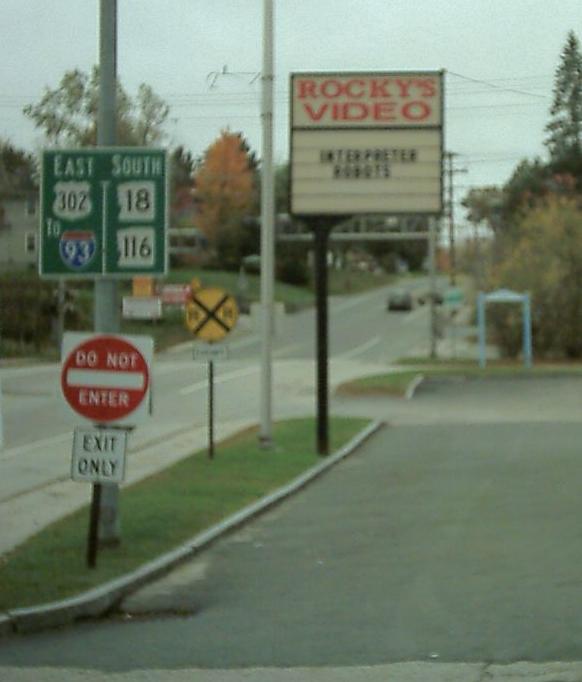 EAST SOUTH
302 18
TO 93 116
ROCKY'S
VIDEO
INTERPRETER
ROBOTS
R R
DO NOT
ENTER
EXIT
ONLY